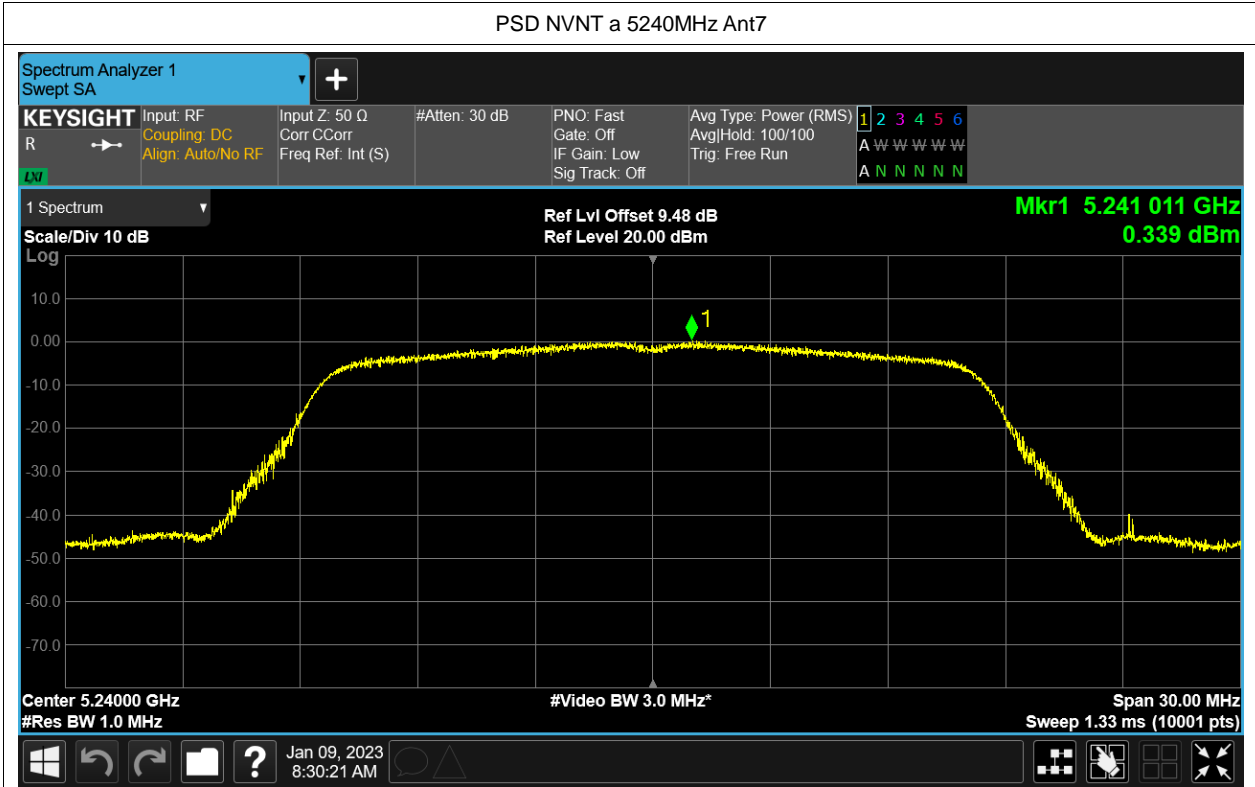 PSD NVNT a 5240MHz Ant7
Spectrum Analyzer 1
Swept SA
KEYSIGHT
R
LXI
Input: RF
Coupling: DC
Align: Auto/No RF
Input Z: 50 Ω
Corr CCorr
Freq Ref: Int (S)
#Atten: 30 dB
PNO: Fast
Gate: Off
IF Gain: Low
Sig Track: Off
Avg Type: Power (RMS)
Avg|Hold: 100/100
Trig: Free Run
1 2 3 4 5 6
A W W W W W
A N N N N N
1 Spectrum
Scale/Div 10 dB
Ref Lvl Offset 9.48 dB
Ref Level 20.00 dBm
Mkr1 5.241 011 GHz
0.339 dBm
Log
10.0
0.00
-10.0
-20.0
-30.0
-40.0
-50.0
-60.0
-70.0
1
Center 5.24000 GHz
#Res BW 1.0 MHz
#Video BW 3.0 MHz*
Span 30.00 MHz
Sweep 1.33 ms (10001 pts)
?
Jan 09, 2023
8:30:21 AM